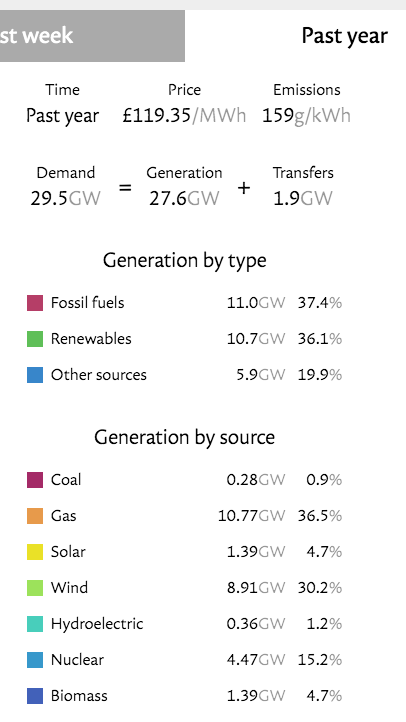 st week Past year
Time Price Emissions
Past year £119.35/MWh 159g/kWh
Demand Generation Transfers
29.5GW = 27.6GW + 1.9GW
Generation by type
Fossil fuels 11.0GW 37.4%
Renewables 10.7GW 36.1%
Other sources 5.9GW 19.9%
Generation by source
Coal 0.28GW 0.9%
Gas 10.77GW 36.5%
Solar 1.39GW 4.7%
Wind 8.91GW 30.2%
Hydroelectric 0.36GW 1.2%
Nuclear 4.47GW 15.2%
Biomass 1.39GW 4.7%